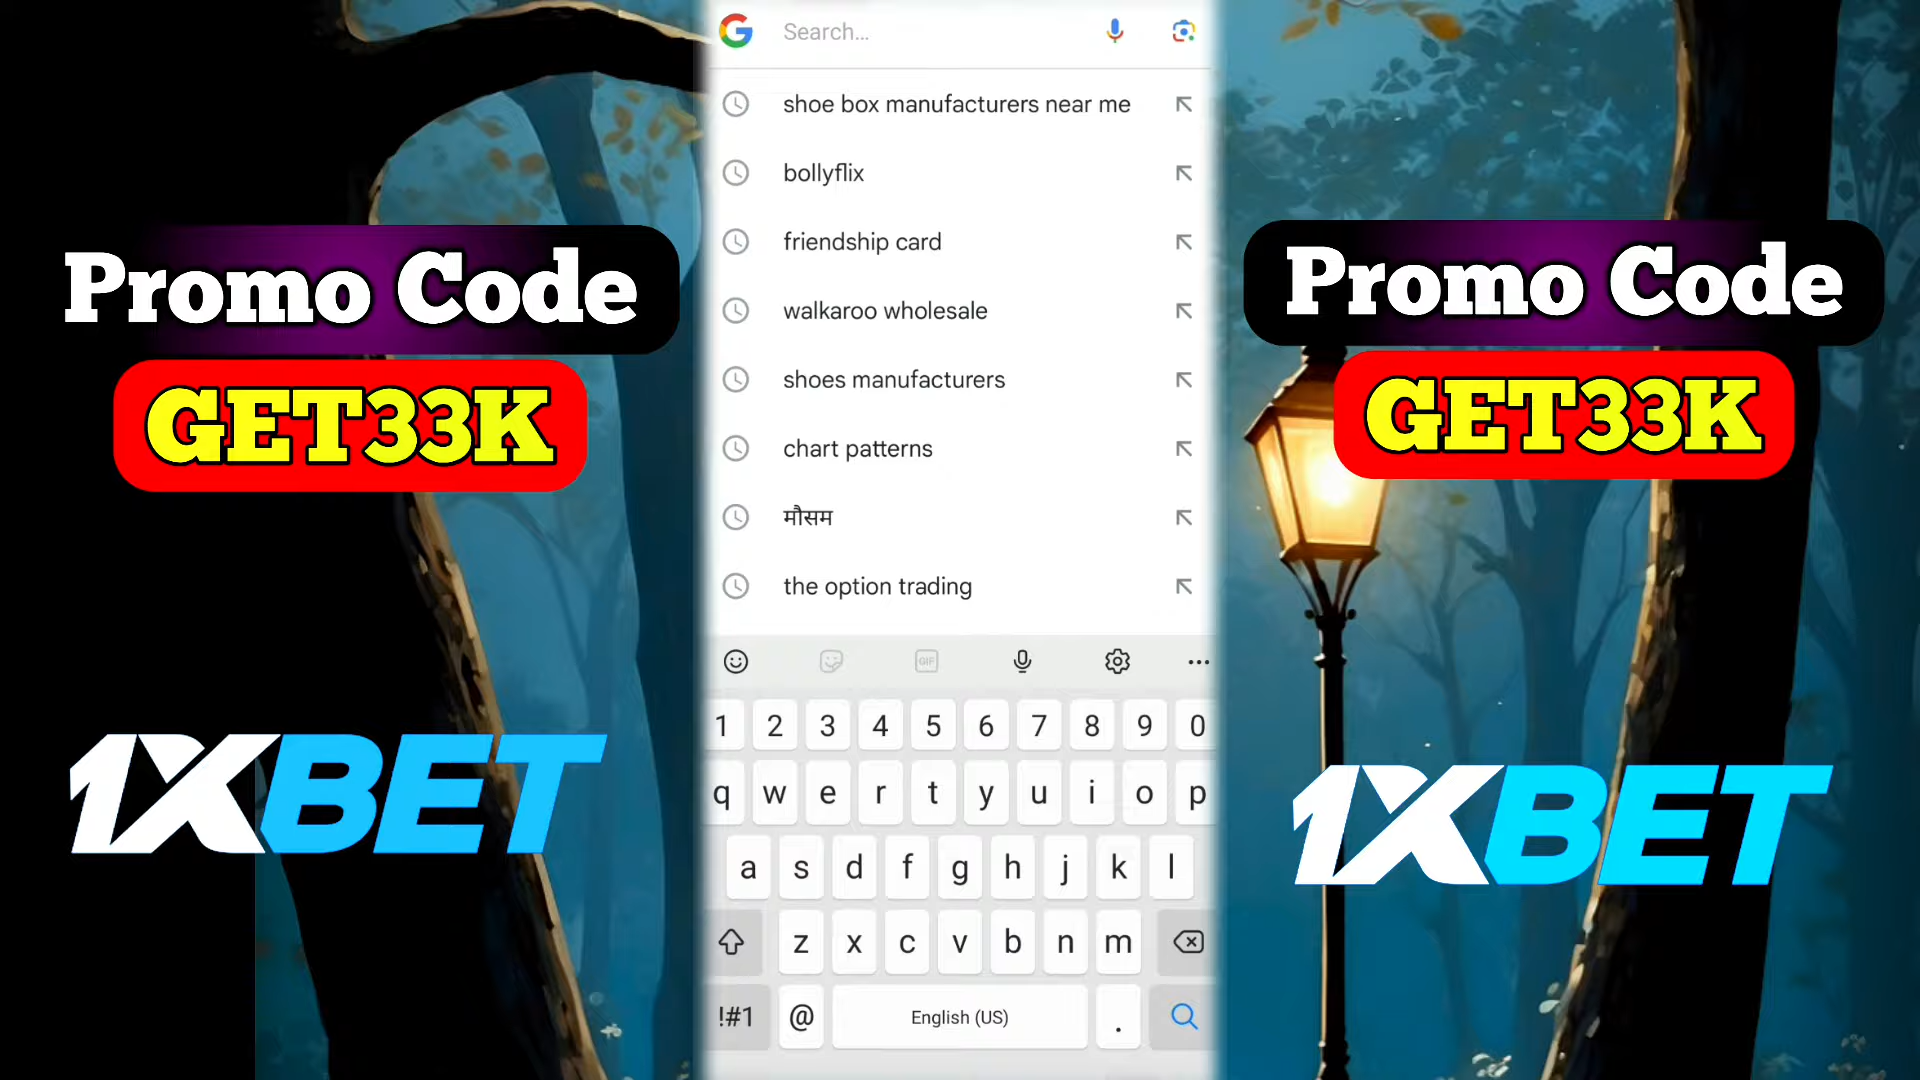 Search...
shoe box manufacturers near me
bollyflix
friendship card
walkaroo wholesale
shoes manufacturers
chart patterns
मौसम
the option trading
Promo Code
GET33K
1XBET
Promo Code
GET33K
1XBET
GIF
1 2 3 4 5 6 7 8 9 0
q w e r t y u i o p
a s d f g h j k l
z x c v b n m
!#1 @ English (US) .